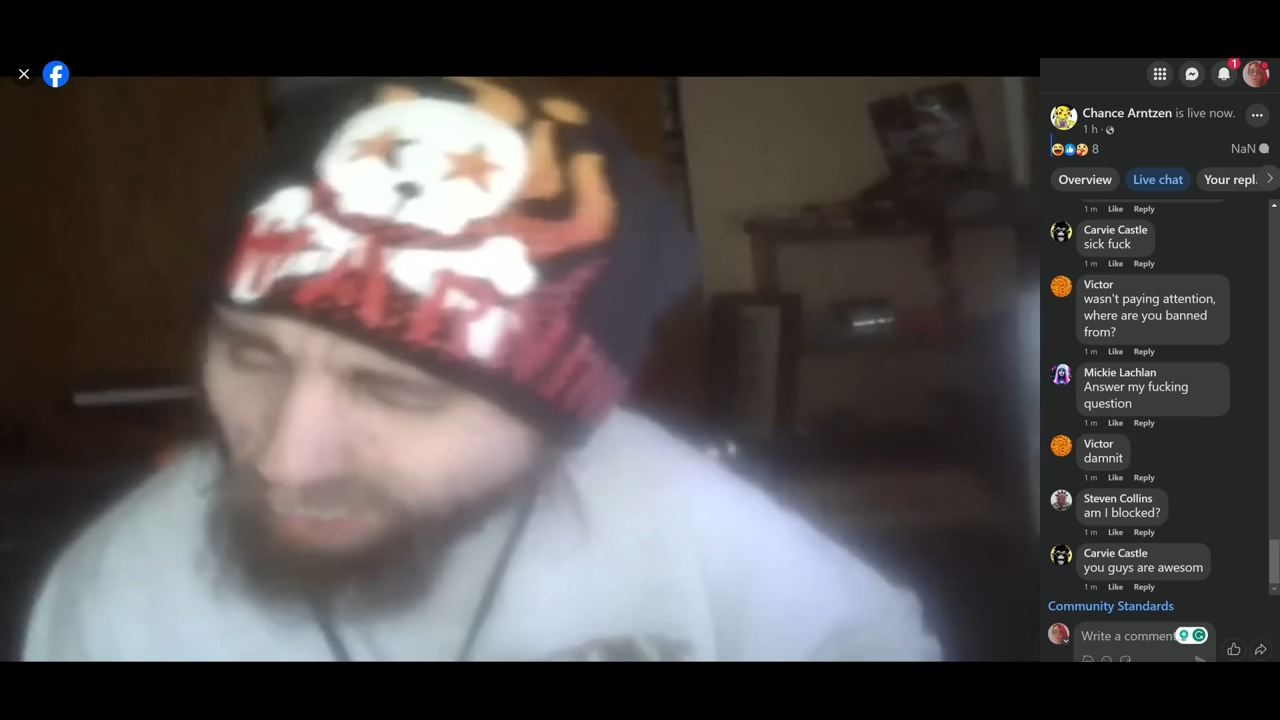 1
Chance Arntzen is live now.
1 h ·
8
NaN
Overview
Live chat
Your repl
1 m Like Reply
Carvie Castle
sick fuck
1 m Like Reply
Victor
wasn't paying attention,
where are you banned
from?
1 m Like Reply
Mickie Lachlan
Answer my fucking
question
1 m Like Reply
Victor
damnit
1 m Like Reply
Steven Collins
am I blocked?
1 m Like Reply
Carvie Castle
you guys are awesom
1 m Like Reply
Community Standards
Write a comment